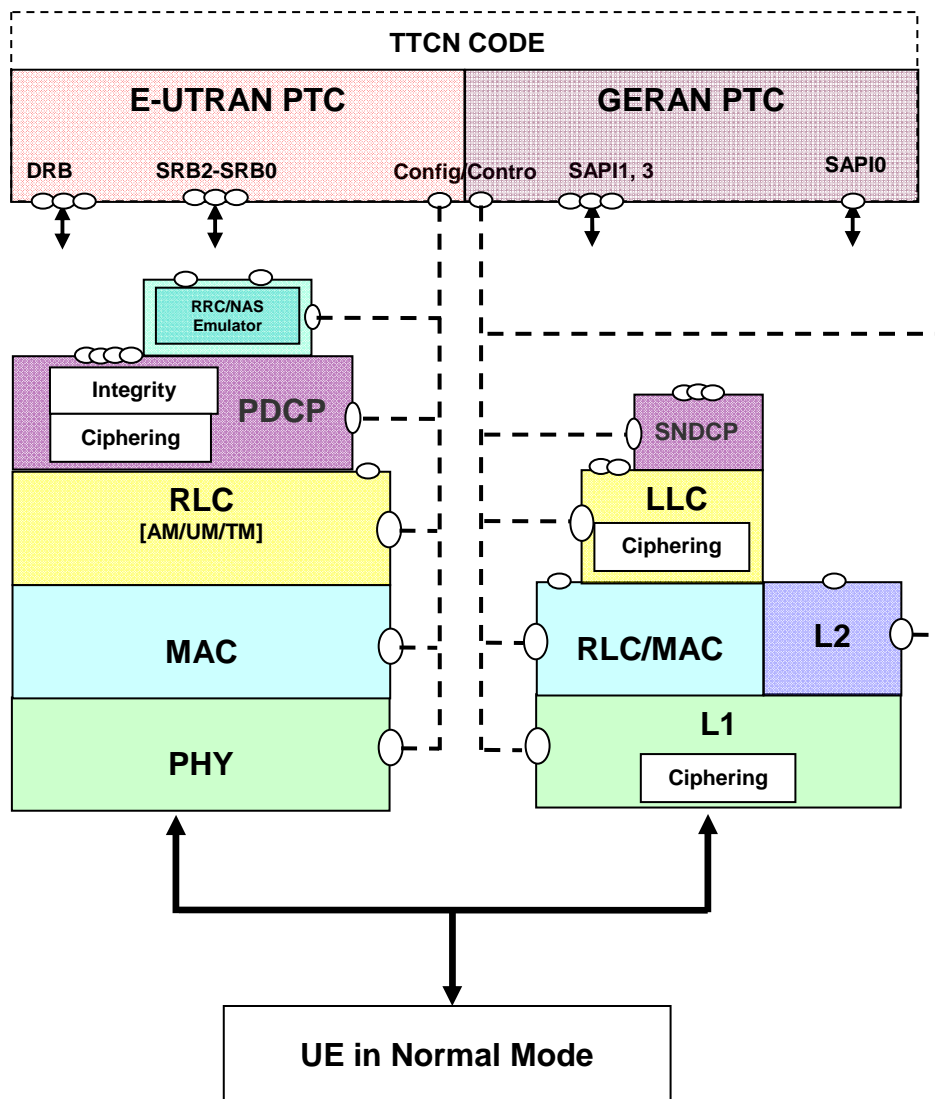 TTCN CODE
E-UTRAN PTC
GERAN PTC
DRB
SRB2-SRB0
Config/Contro
SAPI1, 3
SAPI0
RRC/NAS
Emulator
Integrity
PDCP
Ciphering
SNDCP
RLC
[AM/UM/TM]
LLC
Ciphering
MAC
RLC/MAC
L2
PHY
L1
Ciphering
UE in Normal Mode